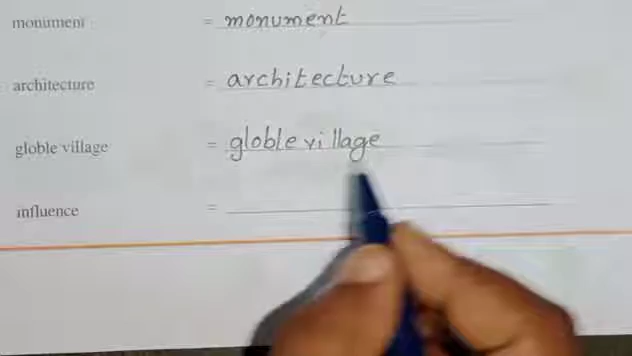 monument = monument
architecture = architecture
globle village = globle village
influence =